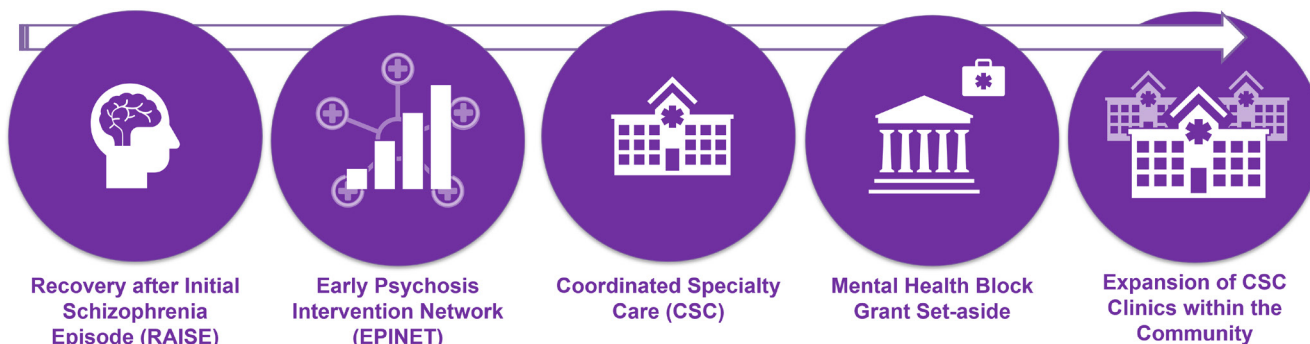 Recovery after Initial
Schizophrenia
Episode (RAISE)
Early Psychosis
Intervention Network
(EPINET)
Coordinated Specialty
Care (CSC)
Mental Health Block
Grant Set-aside
Expansion of CSC
Clinics within the
Community